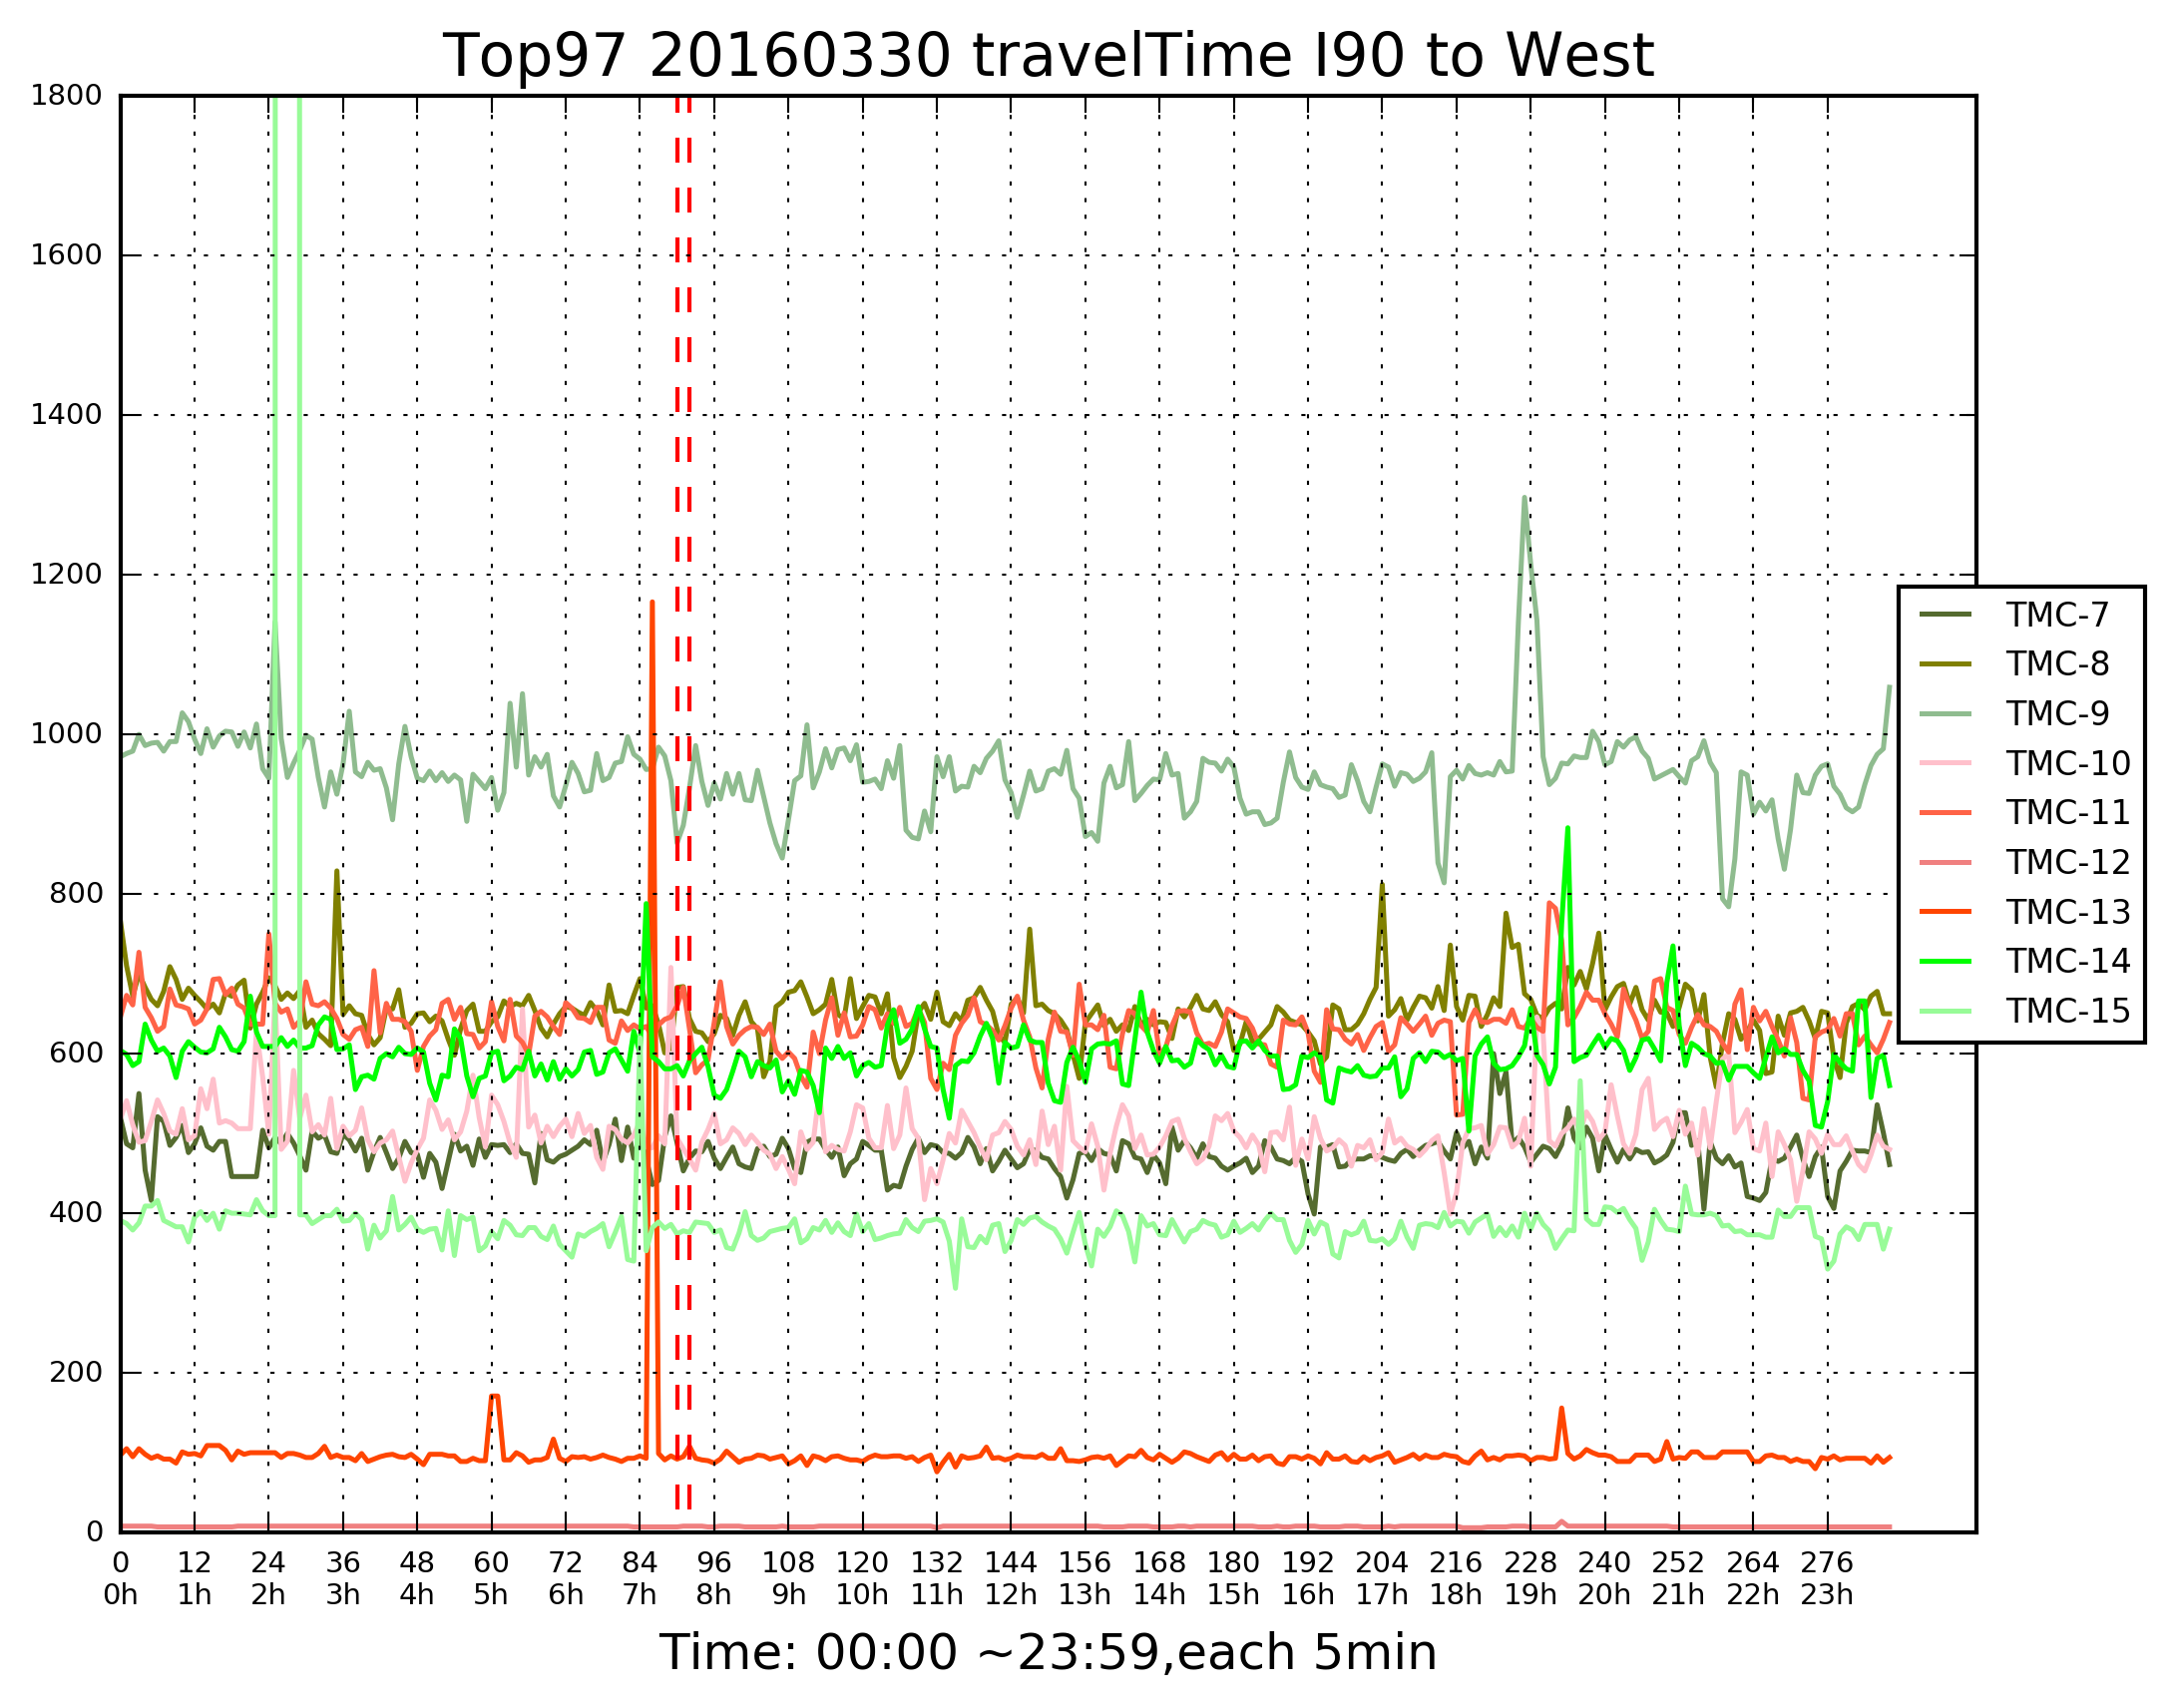 Top97 20160330 travelTime I90 to West
1800
1600
1400
1200
1000
800
600
400
200
0
TMC-7
TMC-8
TMC-9
TMC-10
TMC-11
TMC-12
TMC-13
TMC-14
TMC-15
0 12 24 36 48 60 72 84 96 108 120 132 144 156 168 180 192 204 216 228 240 252 264 276
0h 1h 2h 3h 4h 5h 6h 7h 8h 9h 10h 11h 12h 13h 14h 15h 16h 17h 18h 19h 20h 21h 22h 23h
Time: 00:00 ~23:59,each 5min